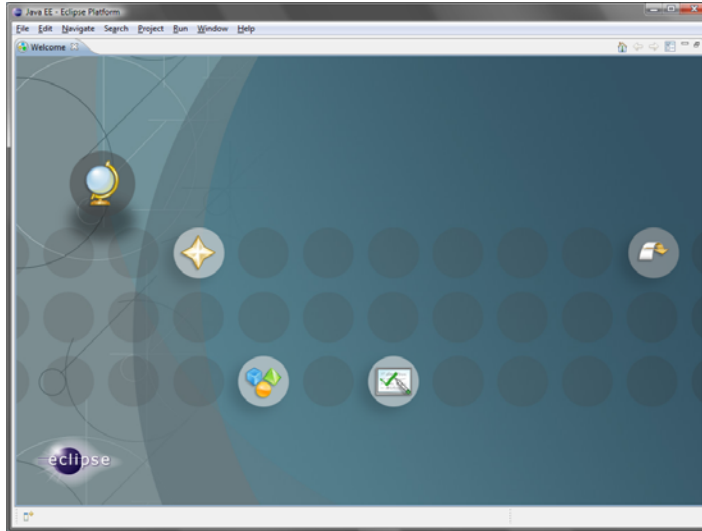 Java EE - Eclipse Platform
File Edit Navigate Search Project Run Window Help
Welcome
eclipse